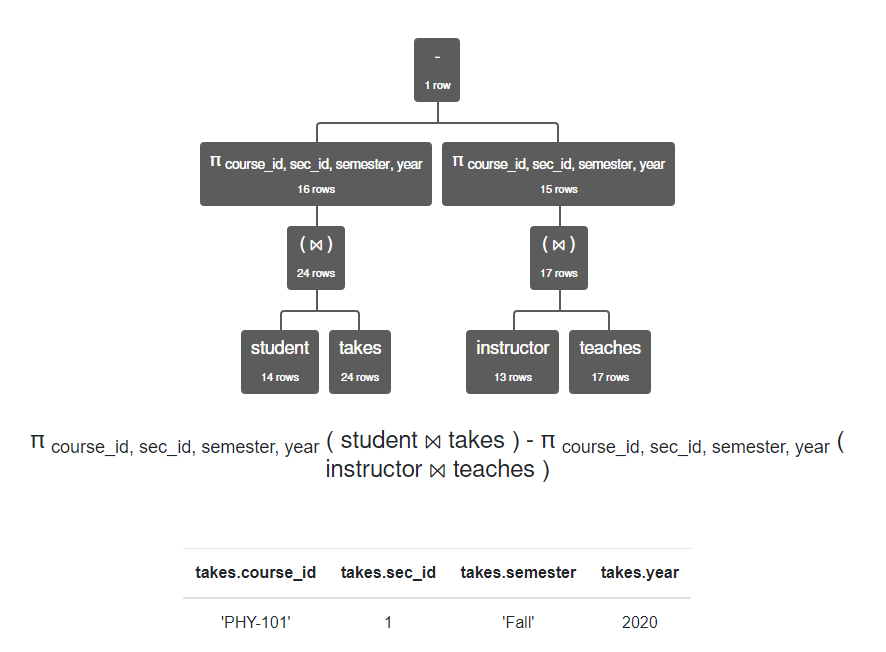 -
1 row
π course_id, sec_id, semester, year
16 rows
π course_id, sec_id, semester, year
15 rows
( ⋈ )
24 rows
( ⋈ )
17 rows
student
14 rows
takes
24 rows
instructor
13 rows
teaches
17 rows
π course_id, sec_id, semester, year ( student ⋈ takes ) - π course_id, sec_id, semester, year (
instructor ⋈ teaches )
takes.course_id takes.sec_id takes.semester takes.year
'PHY-101' 1 'Fall' 2020